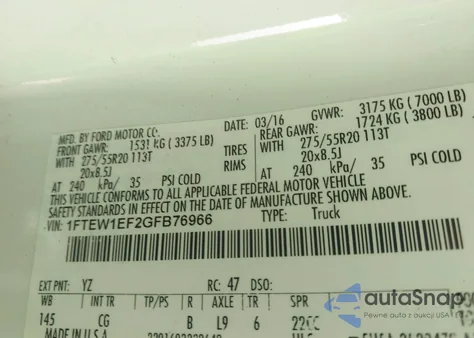 MFD. BY FORD MOTOR CO. DATE: 03/16 GVWR: 3175 KG (7000 LB)
FRONT GAWR: 1531 KG (3375 LB) REAR GAWR: 1724 KG (3800 LB)
WITH 275/55R20 113T TIRES WITH 275/55R20 113T
20x8.5J RIMS 20x8.5J
AT 240 kPa/ 35 PSI COLD AT 240 kPa/ 35 PSI COLD
THIS VEHICLE CONFORMS TO ALL APPLICABLE FEDERAL MOTOR VEHICLE
SAFETY STANDARDS IN EFFECT ON THE DATE OF MANUFACTURE SHOWN ABOVE.
VIN: 1FTEW1EF2GFB76966 TYPE: Truck
EXT PNT: YZ RC: 47 DSO:
WB INT TR TP/PS R AXLE TR SPR
145 CG B L9 6 22CC
MADE IN U.S.A.
autoSnap
Pewne auta z aukcji USA